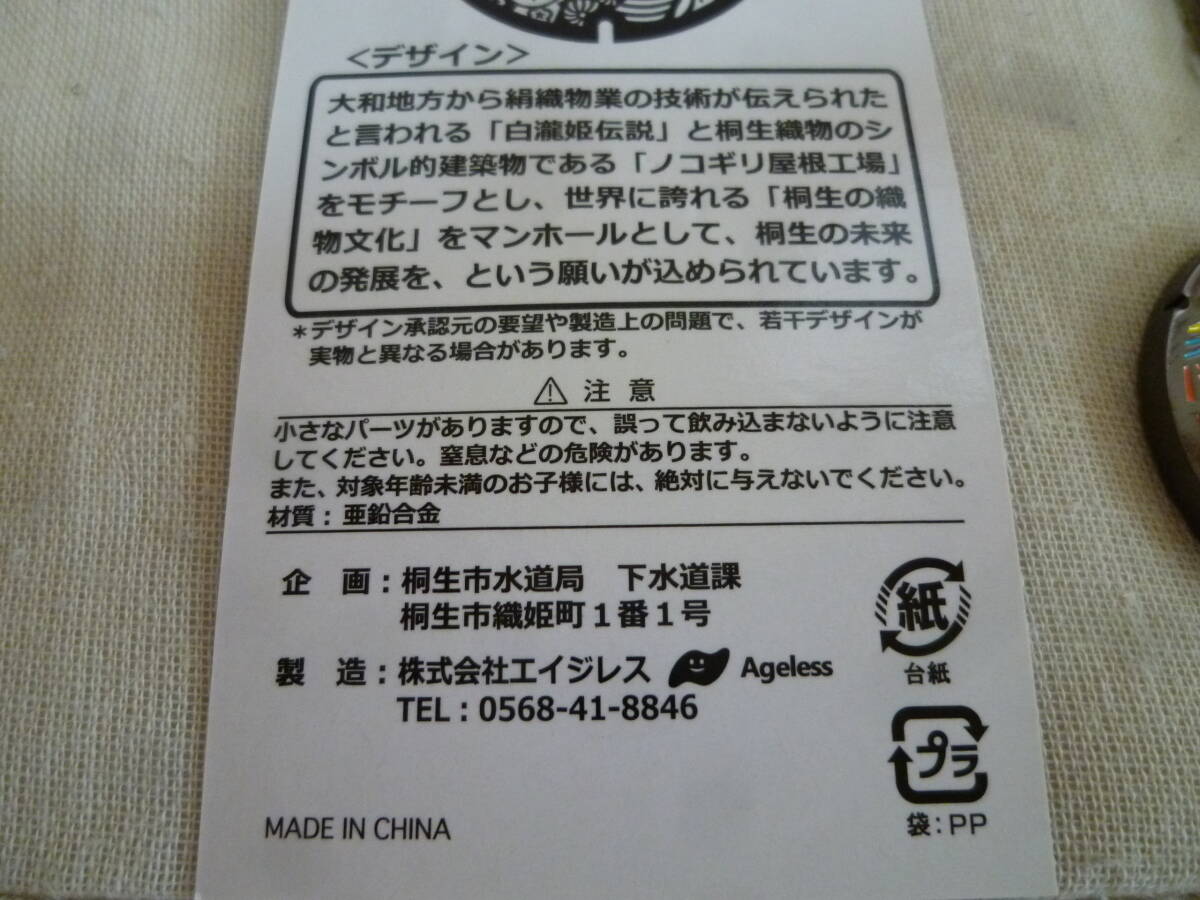 ＜デザイン＞
大和地方から絹織物業の技術が伝えられた
と言われる「白瀧姫伝説」と桐生織物のシ
ンボル的建築物である「ノコギリ屋根工場」
をモチーフとし、世界に誇れる「桐生の織
物文化」をマンホールとして、桐生の未来
の発展を、という願いが込められています。
＊デザイン承認元の要望や製造上の問題で、若干デザインが
実物と異なる場合があります。
⚠ 注 意
小さなパーツがありますので、誤って飲み込まないように注意
してください。窒息などの危険があります。
また、対象年齢未満のお子様には、絶対に与えないでください。
材質：亜鉛合金
企　画：桐生市水道局　下水道課
桐生市織姫町１番１号
製　造：株式会社エイジレス Ageless
TEL：0568-41-8846
MADE IN CHINA
紙
台紙
プラ
袋：PP